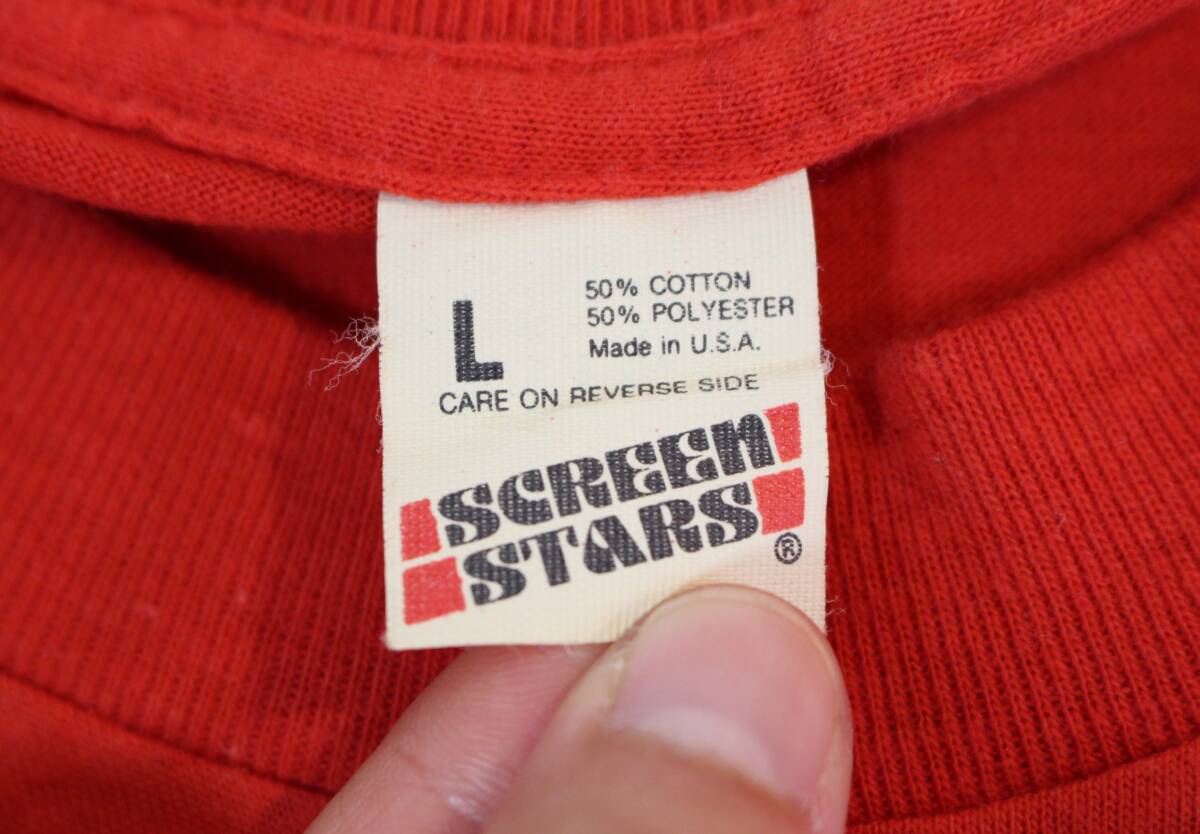 L
50% COTTON
50% POLYESTER
Made in U.S.A.
CARE ON REVERSE SIDE
SCREEN
STARS
®